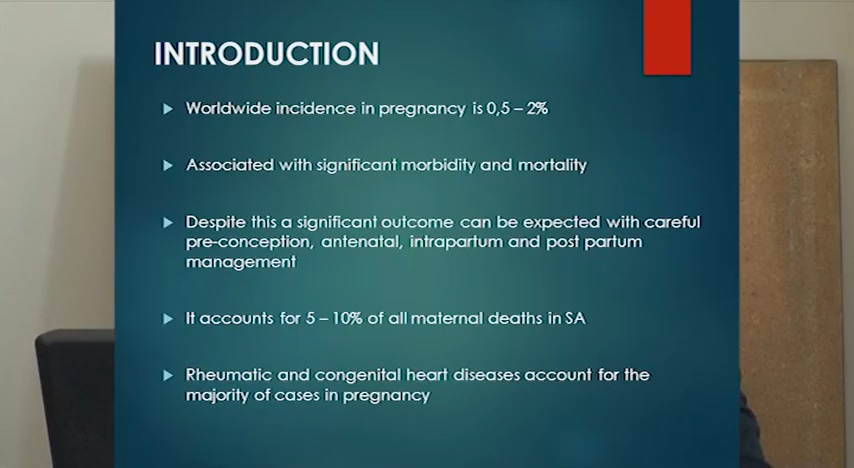 INTRODUCTION
Worldwide incidence in pregnancy is 0,5 – 2%
Associated with significant morbidity and mortality
Despite this a significant outcome can be expected with careful
pre-conception, antenatal, intrapartum and post partum
management
It accounts for 5 – 10% of all maternal deaths in SA
Rheumatic and congenital heart diseases account for the
majority of cases in pregnancy